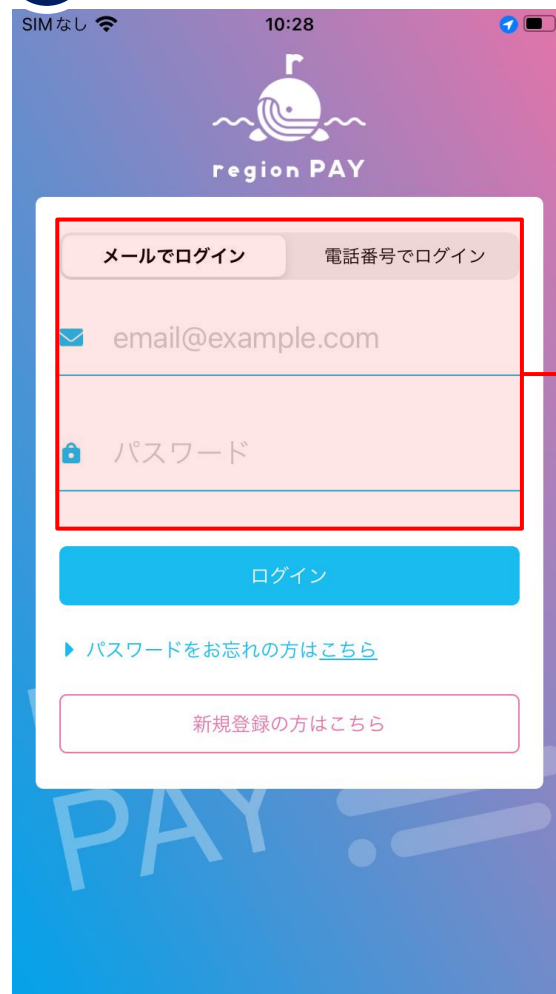 SIMなし 10:28
region PAY
メールでログイン 電話番号でログイン
email@example.com
パスワード
ログイン
パスワードをお忘れの方はこちら
新規登録の方はこちら
PAY